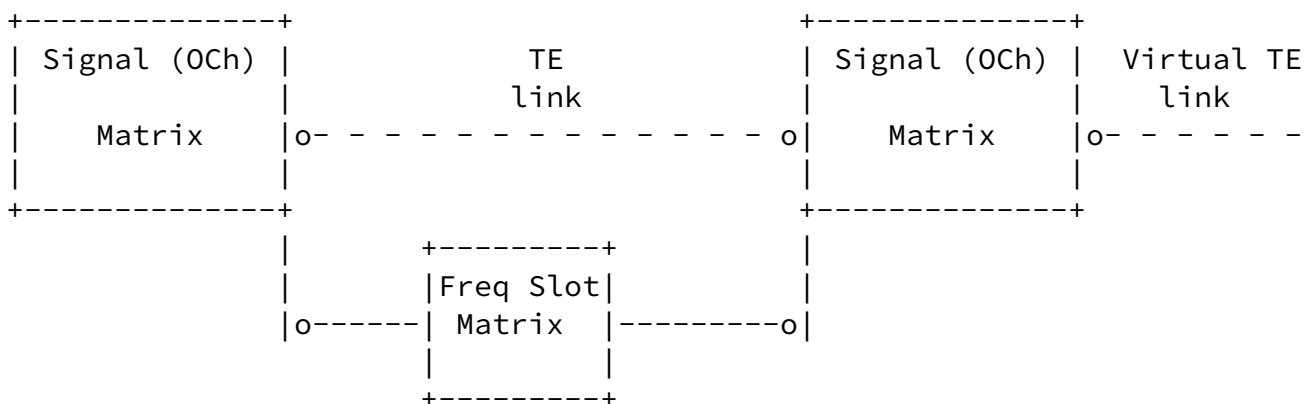 +--------------+                          +--------------+
| Signal (OCh) |            TE            | Signal (OCh) |  Virtual TE
|              |           link           |              |    link
|    Matrix    |o- - - - - - - - - - - - o|    Matrix    |o- - - - - -
|              |                          |              |
+--------------+                          +--------------+
               |       +---------+          |
               |       |Freq Slot|          |
               |o------| Matrix  |---------o|
                       |         |
                       +---------+